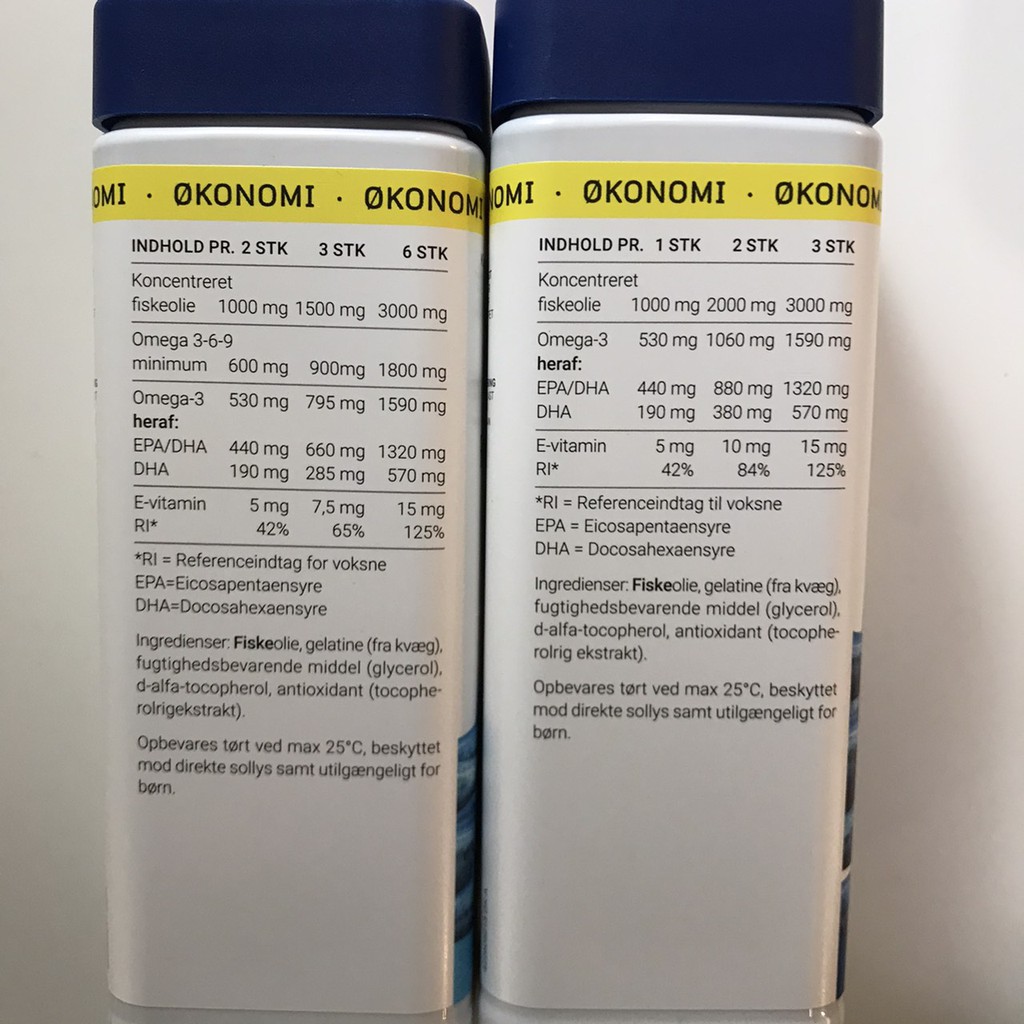 OMI · ØKONOMI · ØKONOMI
INDHOLD PR. 2 STK 3 STK 6 STK
Koncentreret
fiskeolie 1000 mg 1500 mg 3000 mg
Omega 3-6-9
minimum 600 mg 900mg 1800 mg
Omega-3 530 mg 795 mg 1590 mg
heraf:
EPA/DHA 440 mg 660 mg 1320 mg
DHA 190 mg 285 mg 570 mg
E-vitamin 5 mg 7,5 mg 15 mg
RI* 42% 65% 125%
*RI = Referenceindtag for voksne
EPA=Eicosapentaensyre
DHA=Docosahexaensyre
Ingredienser: Fiskeolie, gelatine (fra kvæg),
fugtighedsbevarende middel (glycerol),
d-alfa-tocopherol, antioxidant (tocophe-
rolrigekstrakt).
Opbevares tørt ved max 25°C, beskyttet
mod direkte sollys samt utilgængeligt for
børn.
NOMI · ØKONOMI · ØKONOM
INDHOLD PR. 1 STK 2 STK 3 STK
Koncentreret
fiskeolie 1000 mg 2000 mg 3000 mg
Omega-3 530 mg 1060 mg 1590 mg
heraf:
EPA/DHA 440 mg 880 mg 1320 mg
DHA 190 mg 380 mg 570 mg
E-vitamin 5 mg 10 mg 15 mg
RI* 42% 84% 125%
*RI = Referenceindtag til voksne
EPA = Eicosapentaensyre
DHA = Docosahexaensyre
Ingredienser: Fiskeolie, gelatine (fra kvæg),
fugtighedsbevarende middel (glycerol),
d-alfa-tocopherol, antioxidant (tocophe-
rolrig ekstrakt).
Opbevares tørt ved max 25°C, beskyttet
mod direkte sollys samt utilgængeligt for
børn.